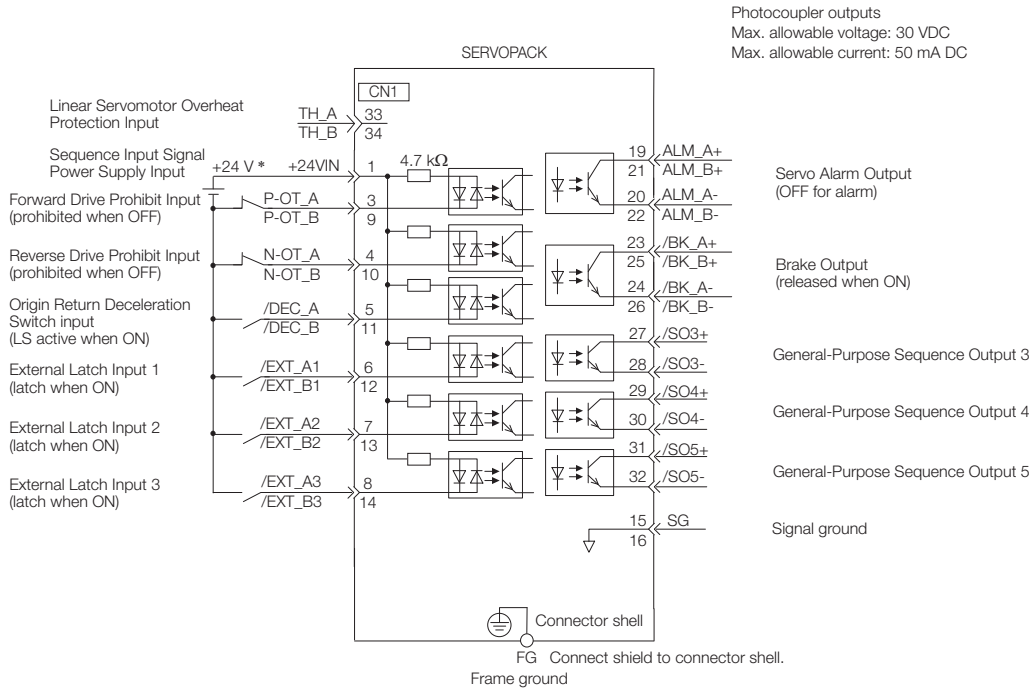 Photocoupler outputs
Max. allowable voltage: 30 VDC
Max. allowable current: 50 mA DC
SERVOPACK
CN1
Linear Servomotor Overheat
Protection Input
TH_A
TH_B
33
34
Sequence Input Signal
Power Supply Input
+24 V *
+24VIN
1
4.7 kΩ
Forward Drive Prohibit Input
(prohibited when OFF)
P-OT_A
P-OT_B
3
9
Reverse Drive Prohibit Input
(prohibited when OFF)
N-OT_A
N-OT_B
4
10
Origin Return Deceleration
Switch input
(LS active when ON)
/DEC_A
/DEC_B
5
11
External Latch Input 1
(latch when ON)
/EXT_A1
/EXT_B1
6
12
External Latch Input 2
(latch when ON)
/EXT_A2
/EXT_B2
7
13
External Latch Input 3
(latch when ON)
/EXT_A3
/EXT_B3
8
14
19 ALM_A+
21 ALM_B+
20 ALM_A-
22 ALM_B-
Servo Alarm Output
(OFF for alarm)
23 /BK_A+
25 /BK_B+
24 /BK_A-
26 /BK_B-
Brake Output
(released when ON)
27 /SO3+
28 /SO3-
General-Purpose Sequence Output 3
29 /SO4+
30 /SO4-
General-Purpose Sequence Output 4
31 /SO5+
32 /SO5-
General-Purpose Sequence Output 5
15 SG
16
Signal ground
Connector shell
FG Connect shield to connector shell.
Frame ground